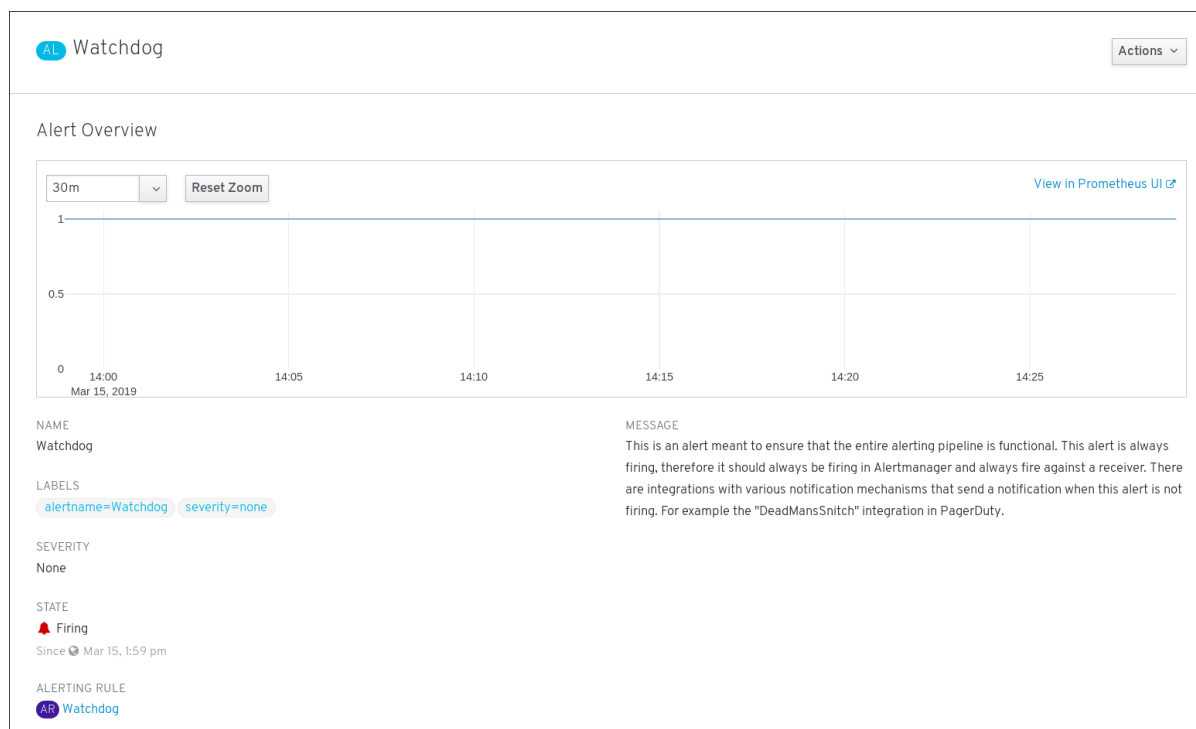 AL Watchdog
Actions
Alert Overview
30m
Reset Zoom
View in Prometheus UI
1
0.5
0
14:00
14:05
14:10
14:15
14:20
14:25
Mar 15, 2019
NAME
Watchdog
LABELS
alertname=Watchdog severity=none
SEVERITY
None
STATE
Firing
Since Mar 15, 1:59 pm
ALERTING RULE
AR Watchdog
MESSAGE
This is an alert meant to ensure that the entire alerting pipeline is functional. This alert is always
firing, therefore it should always be firing in Alertmanager and always fire against a receiver. There
are integrations with various notification mechanisms that send a notification when this alert is not
firing. For example the "DeadMansSnitch" integration in PagerDuty.